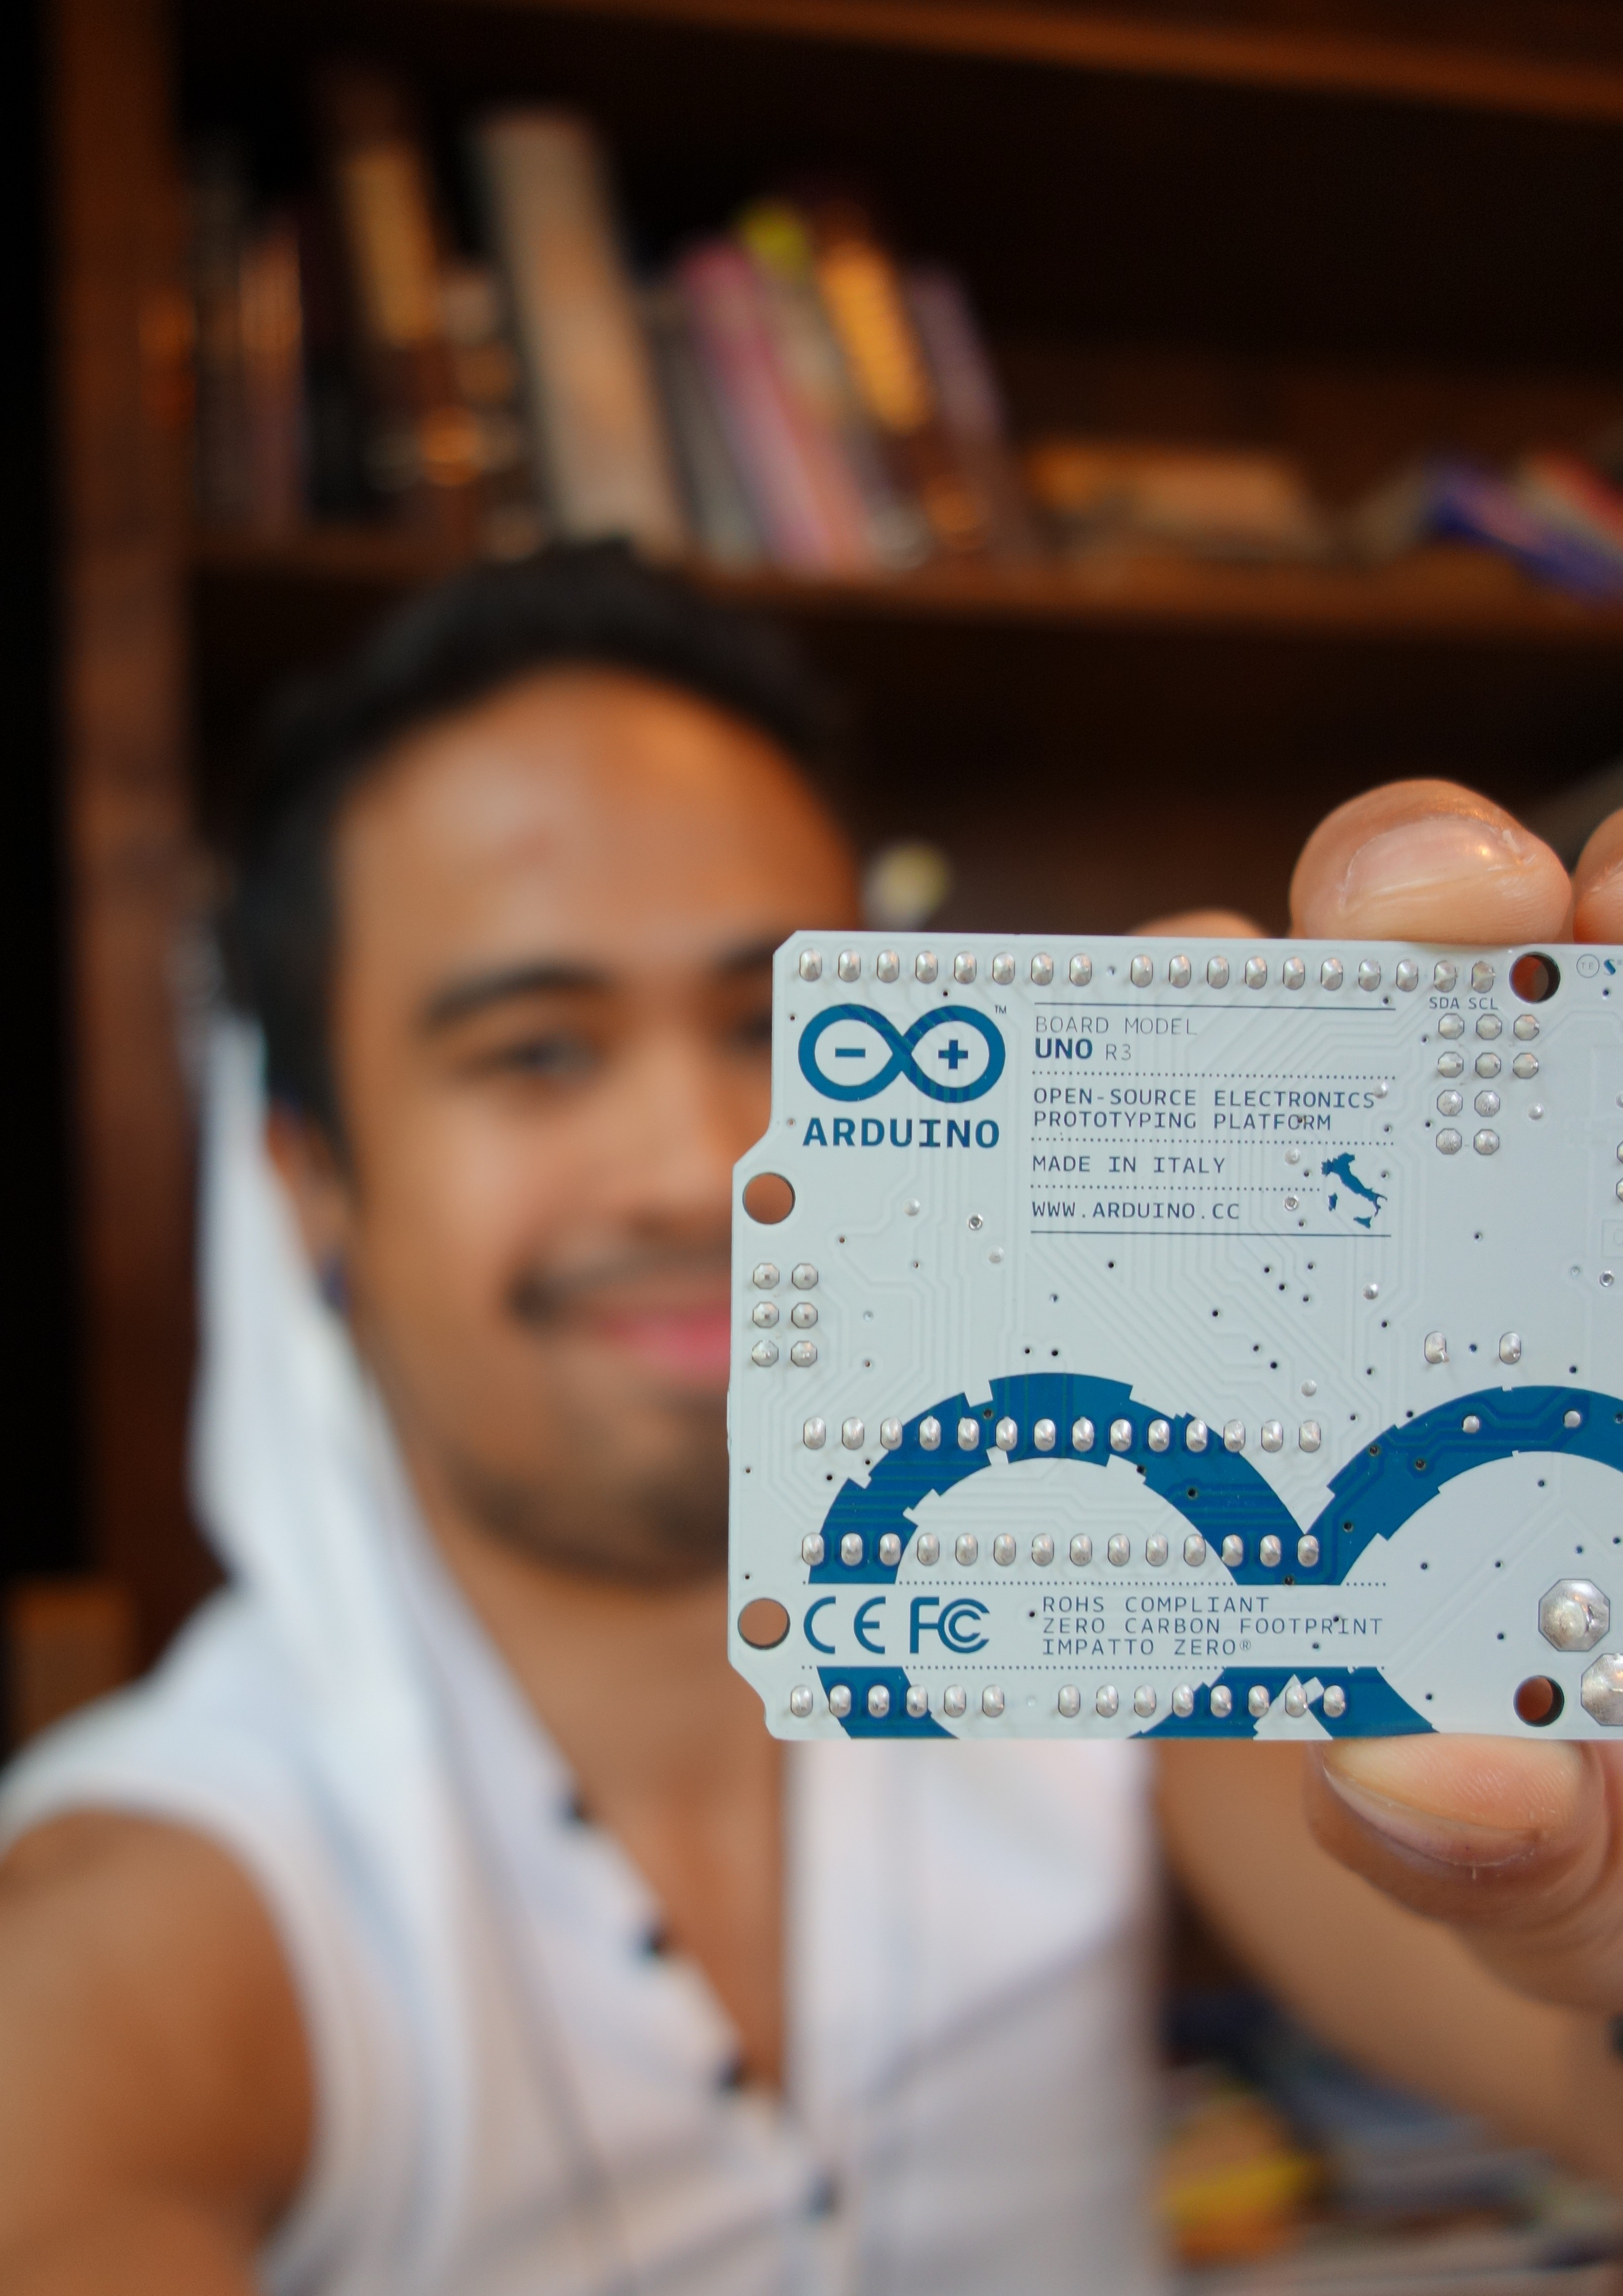 SDA SCL
™
ARDUINO
BOARD MODEL
UNO R3
OPEN-SOURCE ELECTRONICS
PROTOTYPING PLATFORM
MADE IN ITALY
WWW.ARDUINO.CC
CE FC
ROHS COMPLIANT
ZERO CARBON FOOTPRINT
IMPATTO ZERO®